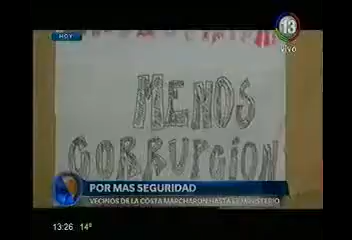 HOY
13
vivo
MENOS
CORRUPCION
POR MAS SEGURIDAD
VECINOS DE LA COSTA MARCHARON HASTA EL MINISTERIO
13:26 14°